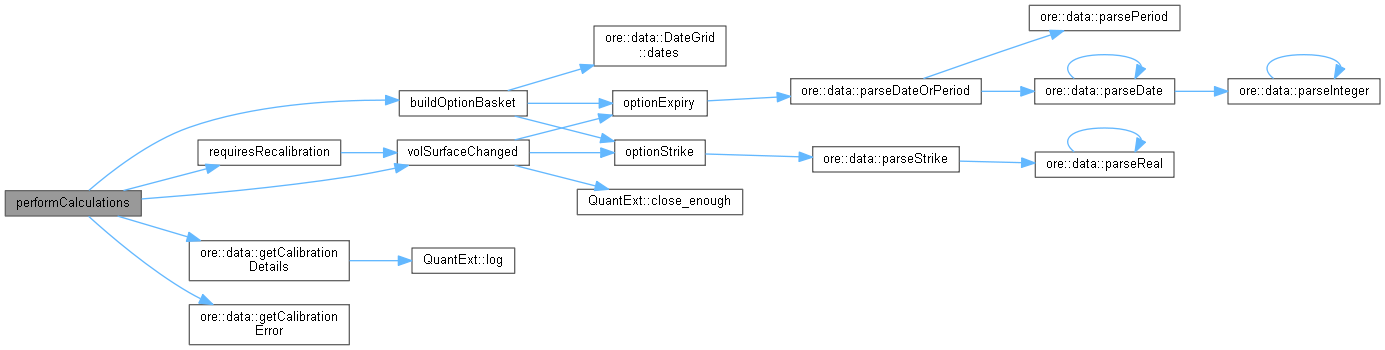 performCalculations
buildOptionBasket
ore::data::DateGrid
::dates
optionExpiry
ore::data::parseDateOrPeriod
ore::data::parsePeriod
ore::data::parseDate
ore::data::parseInteger
optionStrike
ore::data::parseStrike
ore::data::parseReal
requiresRecalibration
volSurfaceChanged
QuantExt::close_enough
ore::data::getCalibration
Details
QuantExt::log
ore::data::getCalibration
Error